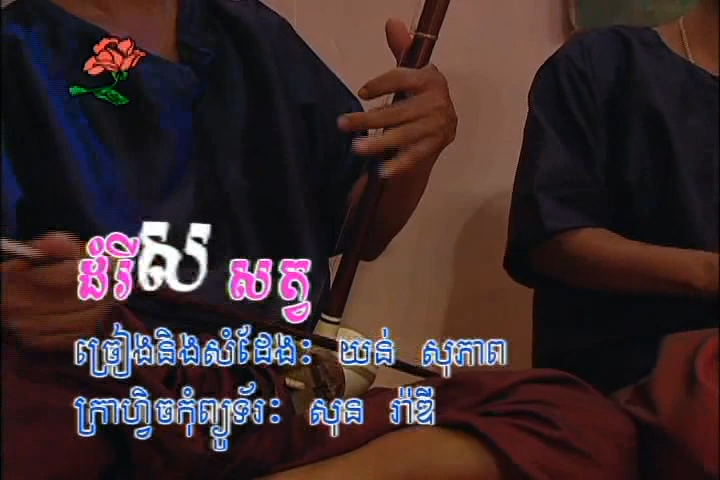 ដំរីស សត្វ
ច្រៀងនិងសំដែងៈ យន់ សុភាព
ក្រាហ្វិចកុំព្យូទ័រៈ សុន រ៉ាឌី